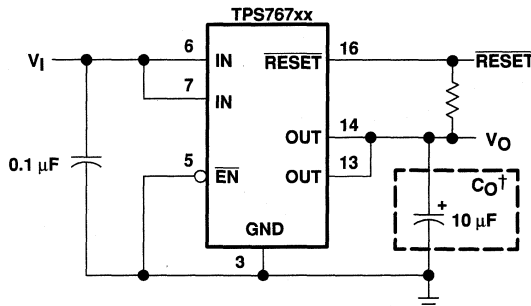 TPS767xx
6
16
VI
IN
RESET
RESET
7
IN
14
OUT
VO
5
13
0.1 μF
EN
OUT
CO†
+
10 μF
GND
3